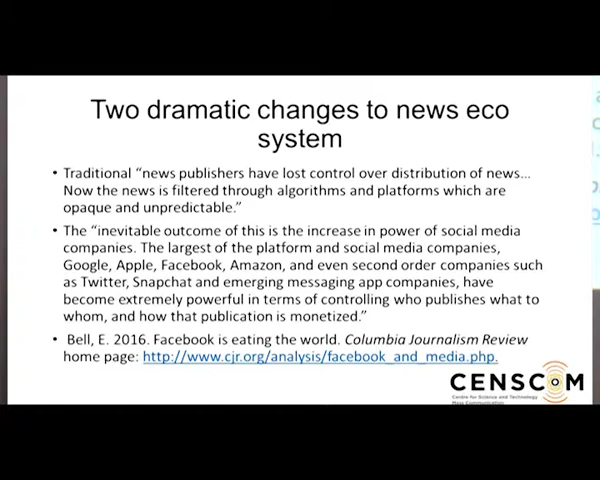 Two dramatic changes to news eco
system
• Traditional “news publishers have lost control over distribution of news...
Now the news is filtered through algorithms and platforms which are
opaque and unpredictable.”
• The “inevitable outcome of this is the increase in power of social media
companies. The largest of the platform and social media companies,
Google, Apple, Facebook, Amazon, and even second order companies such
as Twitter, Snapchat and emerging messaging app companies, have
become extremely powerful in terms of controlling who publishes what to
whom, and how that publication is monetized.”
• Bell, E. 2016. Facebook is eating the world. Columbia Journalism Review
home page: http://www.cjr.org/analysis/facebook_and_media.php.
CENSCOM
Centre for Science and Technology
Mass Communication